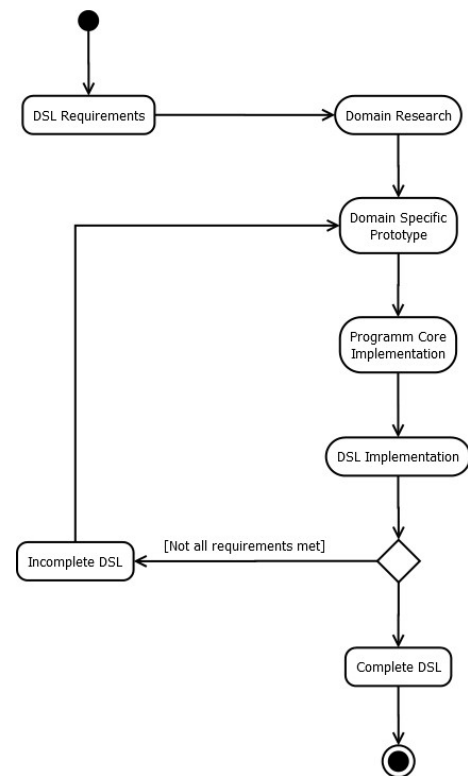 DSL Requirements
Domain Research
Domain Specific
Prototype
Programm Core
Implementation
DSL Implementation
[Not all requirements met]
Incomplete DSL
Complete DSL